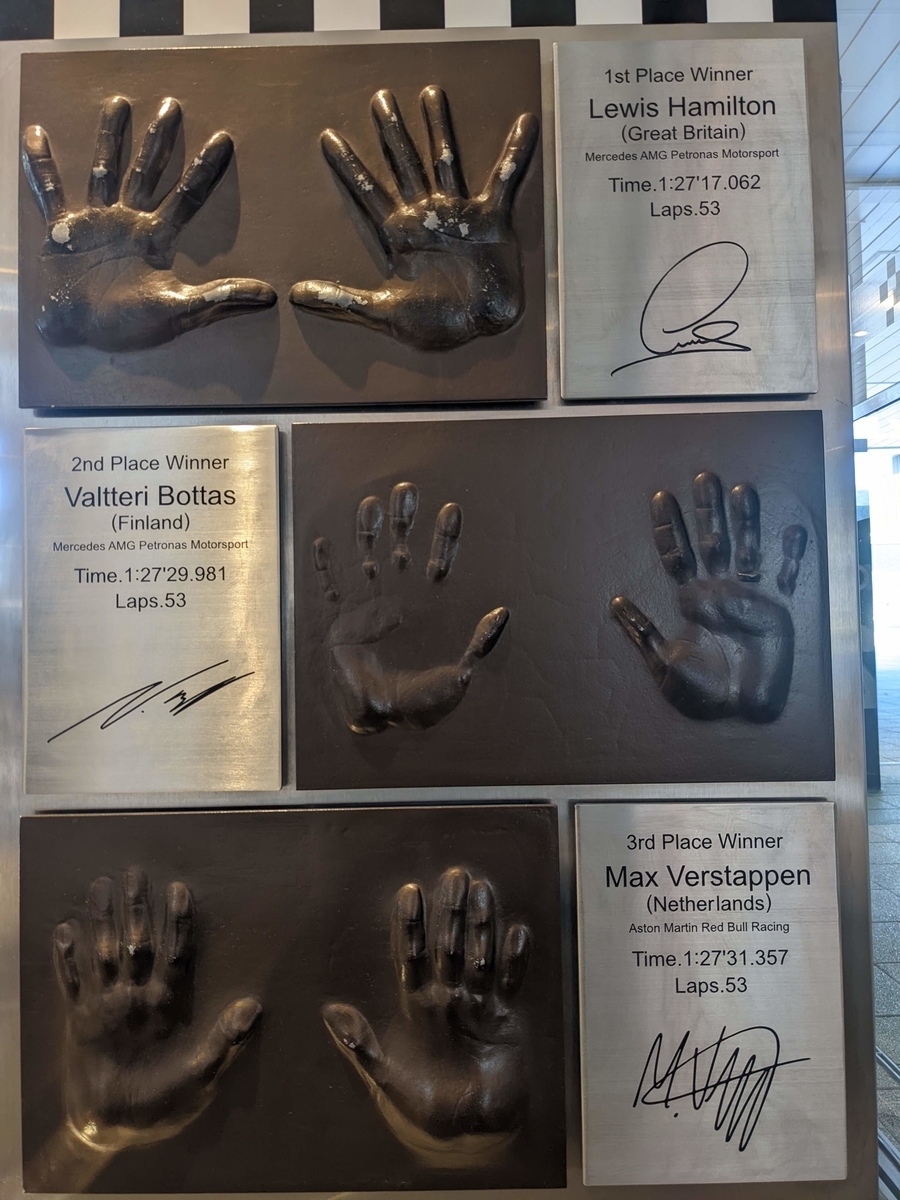 1st Place Winner
Lewis Hamilton
(Great Britain)
Mercedes AMG Petronas Motorsport
Time.1:27'17.062
Laps.53
2nd Place Winner
Valtteri Bottas
(Finland)
Mercedes AMG Petronas Motorsport
Time.1:27'29.981
Laps.53
3rd Place Winner
Max Verstappen
(Netherlands)
Aston Martin Red Bull Racing
Time.1:27'31.357
Laps.53